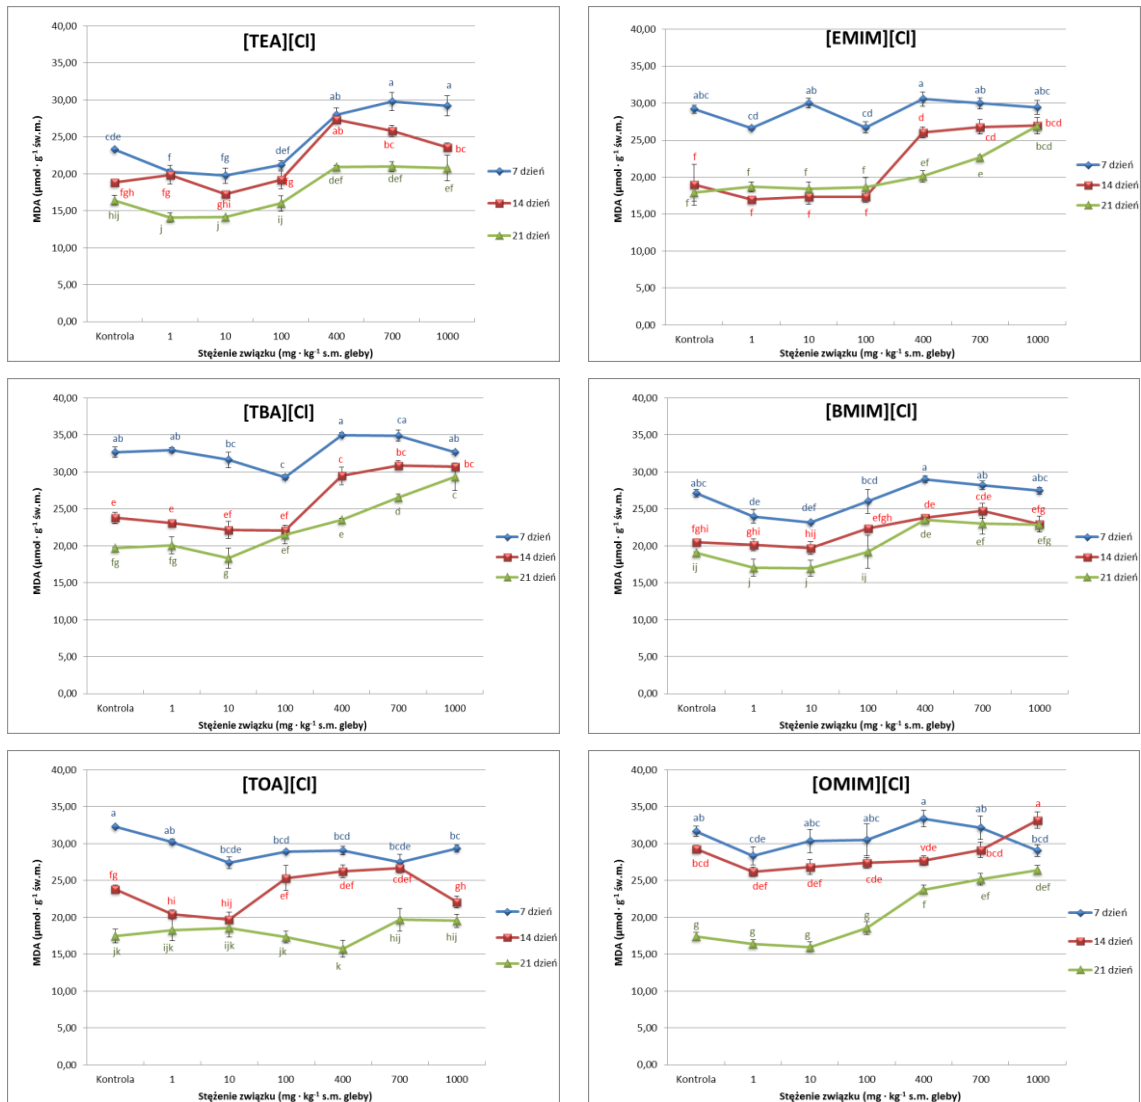 [TEA][Cl]
MDA (µmol · g⁻¹ św.m.)
40,00
35,00
30,00
25,00
20,00
15,00
10,00
5,00
0,00
cde f fg def ab a a
fgh fg ghi fg ab bc bc
hij j j ij def def ef
Kontrola 1 10 100 400 700 1000
Stężenie związku (mg · kg⁻¹ s.m. gleby)
7 dzień
14 dzień
21 dzień
[EMIM][Cl]
MDA (µmol · g⁻¹ św.m.)
40,00
35,00
30,00
25,00
20,00
15,00
10,00
5,00
0,00
abc cd ab cd a ab abc
f f f f d cd bcd
f f f f ef e bcd
Kontrola 1 10 100 400 700 1000
Stężenie związku (mg · kg⁻¹ s.m. gleby)
7 dzień
14 dzień
21 dzień
[TBA][Cl]
MDA (µmol · g⁻¹ św.m.)
40,00
35,00
30,00
25,00
20,00
15,00
10,00
5,00
0,00
ab ab bc c a ca ab
e e ef ef c bc bc
fg fg g ef e d c
Kontrola 1 10 100 400 700 1000
Stężenie związku (mg · kg⁻¹ s.m. gleby)
7 dzień
14 dzień
21 dzień
[BMIM][Cl]
MDA (µmol · g⁻¹ św.m.)
40,00
35,00
30,00
25,00
20,00
15,00
10,00
5,00
0,00
abc de def bcd a ab abc
fghi ghi hij efgh de cde efg
ij j j ij de ef efg
Kontrola 1 10 100 400 700 1000
Stężenie związku (mg · kg⁻¹ s.m. gleby)
7 dzień
14 dzień
21 dzień
[TOA][Cl]
MDA (µmol · g⁻¹ św.m.)
40,00
35,00
30,00
25,00
20,00
15,00
10,00
5,00
0,00
a ab bcde bcd bcd bcde bc
fg hi hij ef def cdef gh
jk ijk ijk jk k hij hij
Kontrola 1 10 100 400 700 1000
Stężenie związku (mg · kg⁻¹ s.m. gleby)
7 dzień
14 dzień
21 dzień
[OMIM][Cl]
MDA (µmol · g⁻¹ św.m.)
40,00
35,00
30,00
25,00
20,00
15,00
10,00
5,00
0,00
ab cde abc abc a ab bcd
bcd def def cde vde bcd a
g g g g f ef def
Kontrola 1 10 100 400 700 1000
Stężenie związku (mg · kg⁻¹ s.m. gleby)
7 dzień
14 dzień
21 dzień